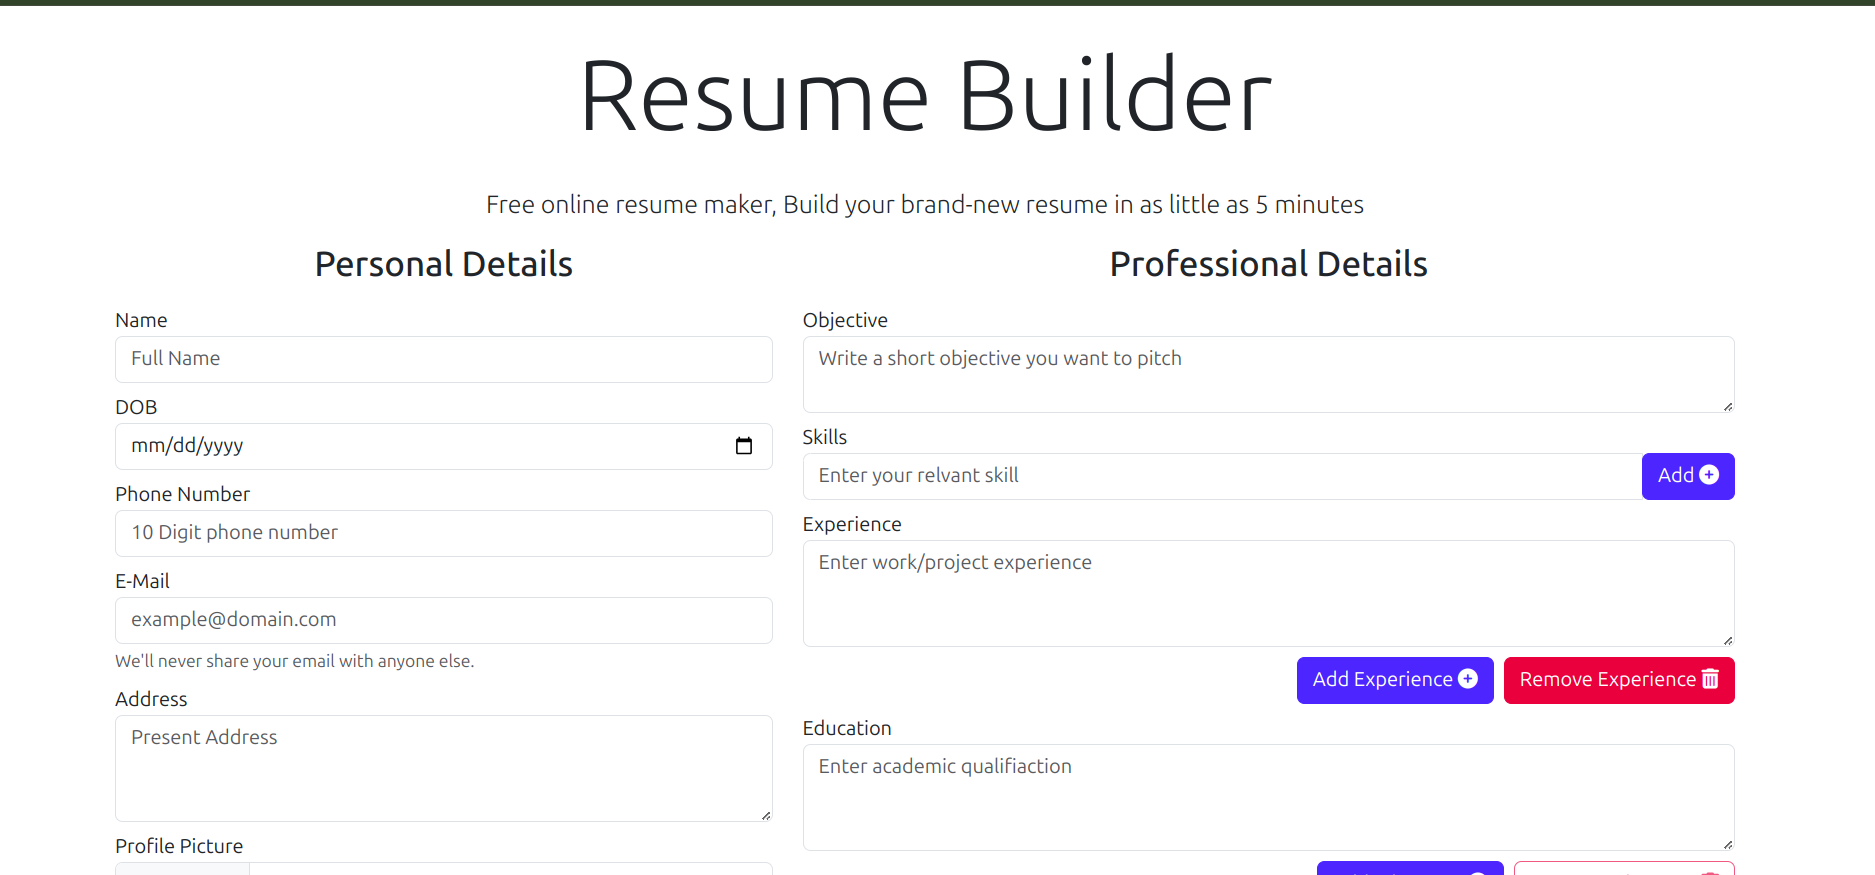 Resume Builder
Free online resume maker, Build your brand-new resume in as little as 5 minutes
Personal Details
Name
Full Name
DOB
mm/dd/yyyy
Phone Number
10 Digit phone number
E-Mail
example@domain.com
We'll never share your email with anyone else.
Address
Present Address
Profile Picture
Professional Details
Objective
Write a short objective you want to pitch
Skills
Enter your relvant skill
Add
Experience
Enter work/project experience
Add Experience
Remove Experience
Education
Enter academic qualifiaction